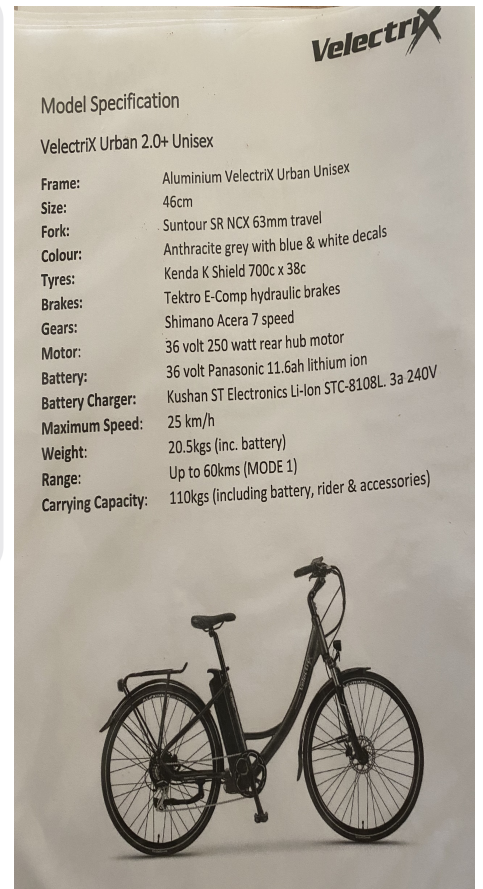 VelectriX
Model Specification
VelectriX Urban 2.0+ Unisex
Frame: Aluminium VelectriX Urban Unisex
Size: 46cm
Fork: Suntour SR NCX 63mm travel
Colour: Anthracite grey with blue & white decals
Tyres: Kenda K Shield 700c x 38c
Brakes: Tektro E-Comp hydraulic brakes
Gears: Shimano Acera 7 speed
Motor: 36 volt 250 watt rear hub motor
Battery: 36 volt Panasonic 11.6ah lithium ion
Battery Charger: Kushan ST Electronics Li-Ion STC-8108L. 3a 240V
Maximum Speed: 25 km/h
Weight: 20.5kgs (inc. battery)
Range: Up to 60kms (MODE 1)
Carrying Capacity: 110kgs (including battery, rider & accessories)